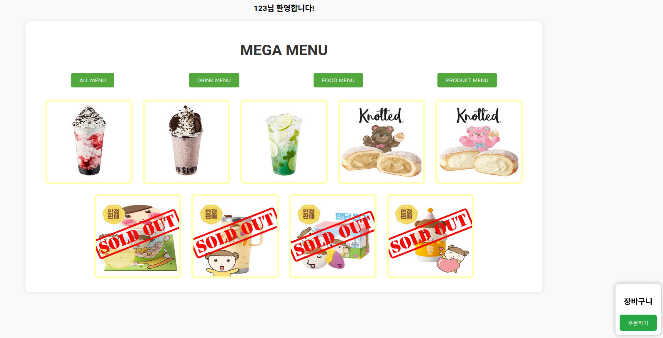 123님 환영합니다!
MEGA MENU
ALL MENU
DRINK MENU
FOOD MENU
PRODUCT MENU
Knotted.
Knotted.
SOLD OUT
SOLD OUT
SOLD OUT
SOLD OUT
장바구니
주문하기